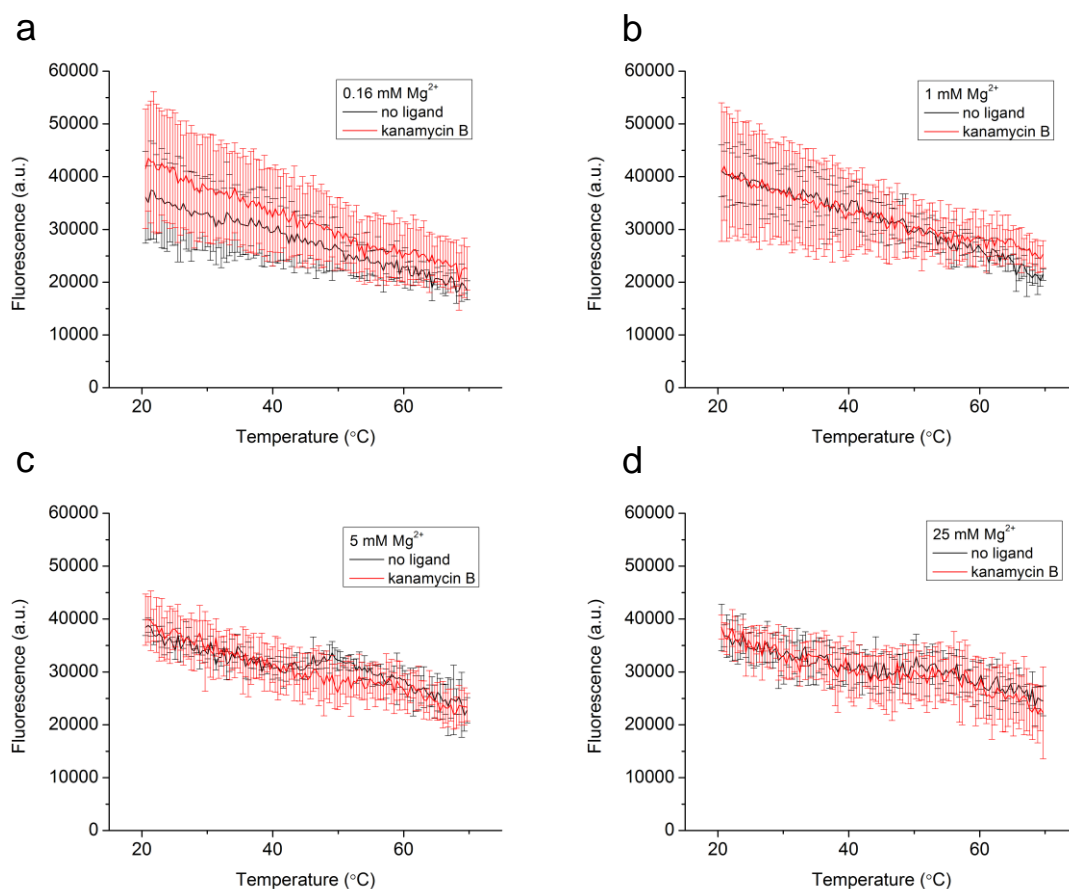 a
60000
50000
40000
30000
20000
10000
0
Fluorescence (a.u.)
0.16 mM Mg²⁺
no ligand
kanamycin B
20 40 60
Temperature (°C)
b
60000
50000
40000
30000
20000
10000
0
Fluorescence (a.u.)
1 mM Mg²⁺
no ligand
kanamycin B
20 40 60
Temperature (°C)
c
60000
50000
40000
30000
20000
10000
0
Fluorescence (a.u.)
5 mM Mg²⁺
no ligand
kanamycin B
20 40 60
Temperature (°C)
d
60000
50000
40000
30000
20000
10000
0
Fluorescence (a.u.)
25 mM Mg²⁺
no ligand
kanamycin B
20 40 60
Temperature (°C)